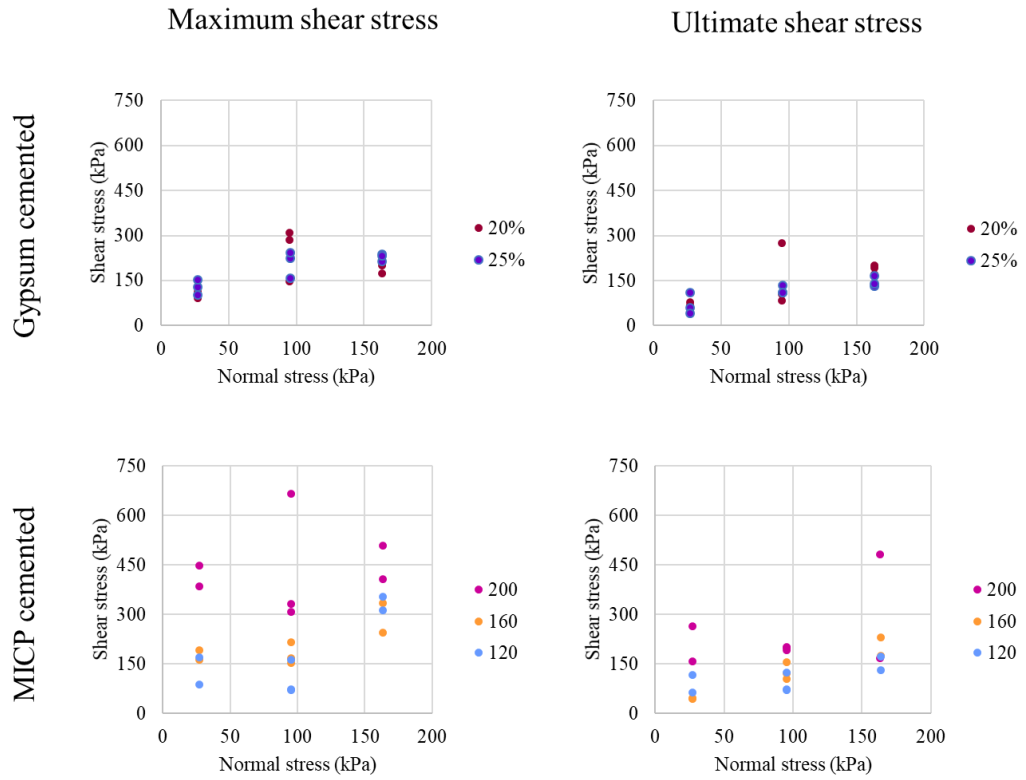 Maximum shear stress
Ultimate shear stress
Gypsum cemented
Shear stress (kPa)
750
600
450
300
150
0
0 50 100 150 200
Normal stress (kPa)
20%
25%
Shear stress (kPa)
750
600
450
300
150
0
0 50 100 150 200
Normal stress (kPa)
20%
25%
MICP cemented
Shear stress (kPa)
750
600
450
300
150
0
0 50 100 150 200
Normal stress (kPa)
200
160
120
Shear stress (kPa)
750
600
450
300
150
0
0 50 100 150 200
Normal stress (kPa)
200
160
120